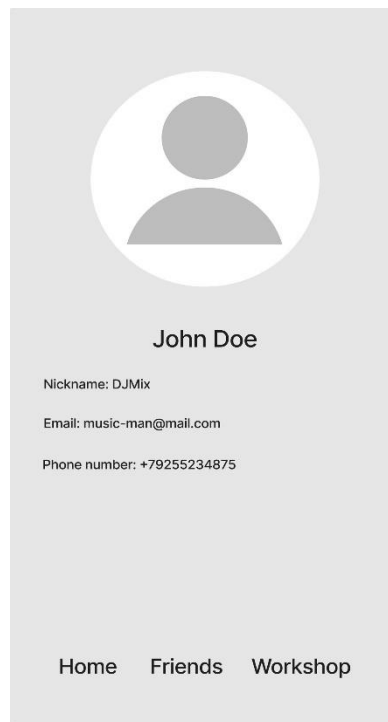 John Doe
Nickname: DJMix
Email: music-man@mail.com
Phone number: +79255234875
Home Friends Workshop